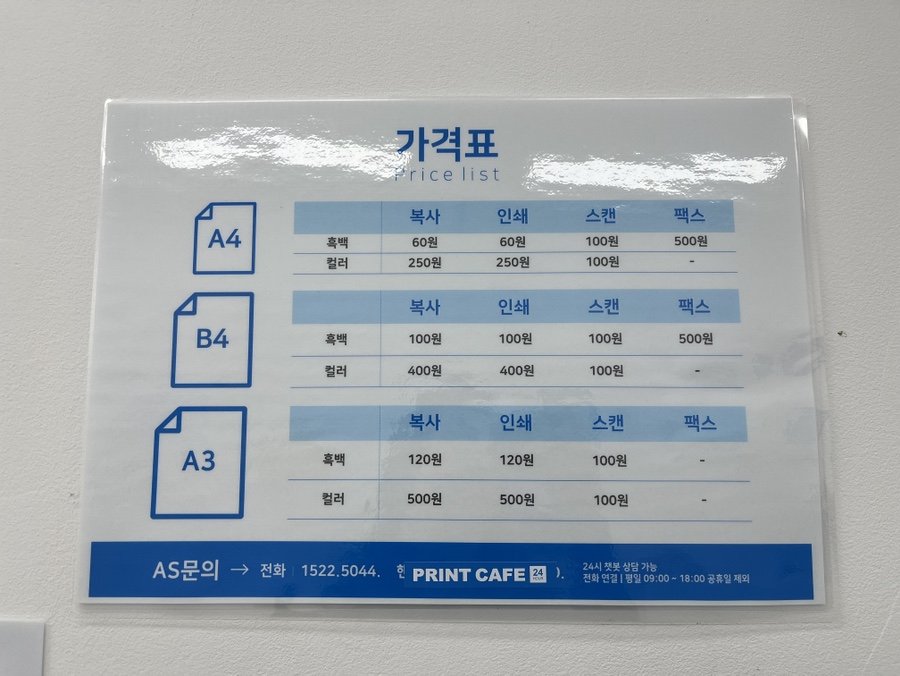 가격표
Price list
A4
복사 인쇄 스캔 팩스
흑백 60원 60원 100원 500원
컬러 250원 250원 100원 -
B4
복사 인쇄 스캔 팩스
흑백 100원 100원 100원 500원
컬러 400원 400원 100원 -
A3
복사 인쇄 스캔 팩스
흑백 120원 120원 100원 -
컬러 500원 500원 100원 -
AS문의 → 전화 1522.5044. PRINT CAFE 24 ).
24시 챗봇 상담 가능
전화 연결 | 평일 09:00 ~ 18:00 공휴일 제외